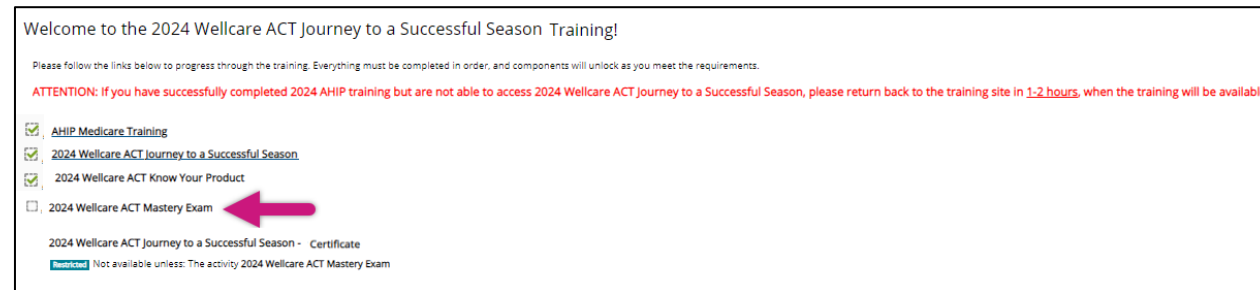 Welcome to the 2024 Wellcare ACT Journey to a Successful Season Training!
Please follow the links below to progress through the training. Everything must be completed in order, and components will unlock as you meet the requirements.
ATTENTION: If you have successfully completed 2024 AHIP training but are not able to access 2024 Wellcare ACT Journey to a Successful Season, please return back to the training site in 1-2 hours, when the training will be availabl
AHIP Medicare Training
2024 Wellcare ACT Journey to a Successful Season
2024 Wellcare ACT Know Your Product
2024 Wellcare ACT Mastery Exam
2024 Wellcare ACT Journey to a Successful Season - Certificate
Restricted Not available unless: The activity 2024 Wellcare ACT Mastery Exam